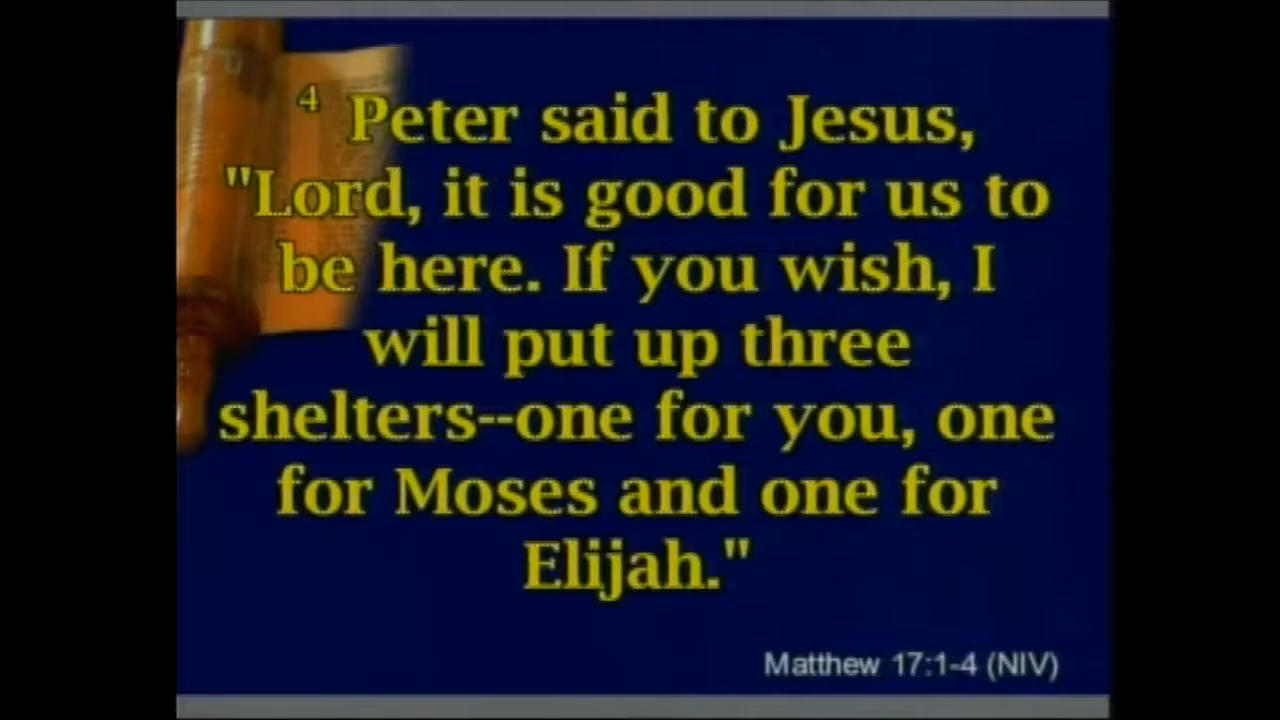 4 Peter said to Jesus,
"Lord, it is good for us to
be here. If you wish, I
will put up three
shelters--one for you, one
for Moses and one for
Elijah."
Matthew 17:1-4 (NIV)